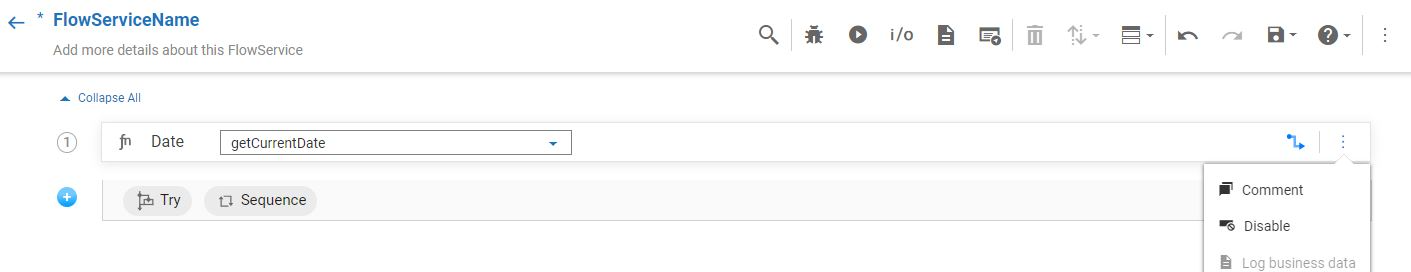 * FlowServiceName
Add more details about this FlowService
i/o
Collapse All
1 fn Date getCurrentDate
Try Sequence
Comment
Disable
Log business data